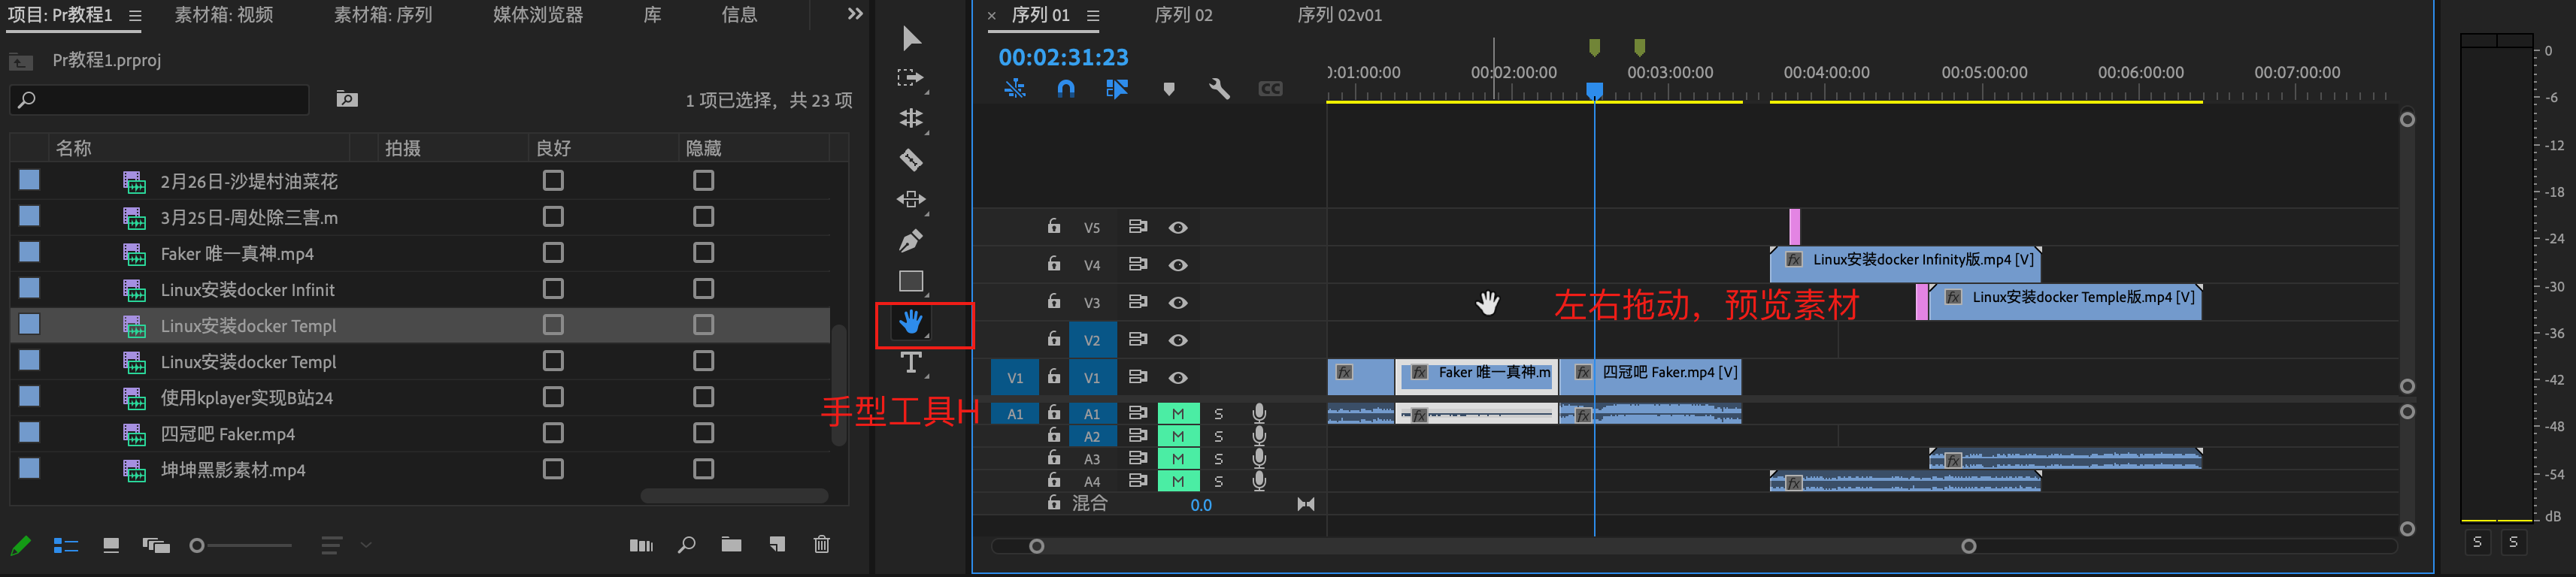 项目: Pr教程1
素材箱: 视频
素材箱: 序列
媒体浏览器
库
信息
Pr教程1.prproj
1 项已选择，共 23 项
名称
拍摄
良好
隐藏
2月26日-沙堤村油菜花
3月25日-周处除三害.m
Faker 唯一真神.mp4
Linux安装docker Infinit
Linux安装docker Templ
Linux安装docker Templ
使用kplayer实现B站24
四冠吧 Faker.mp4
坤坤黑影素材.mp4
T
手型工具H
× 序列 01
序列 02
序列 02v01
00:02:31:23
CC
0:01:00:00
00:02:00:00
00:03:00:00
00:04:00:00
00:05:00:00
00:06:00:00
00:07:00:00
V5
V4
fx Linux安装docker Infinity版.mp4 [V]
V3
左右拖动，预览素材
fx Linux安装docker Temple版.mp4 [V]
V2
V1 V1
fx
fx Faker 唯一真神.m
fx 四冠吧 Faker.mp4 [V]
A1 A1 M S
fx
fx
A2 M S
A3 M S
fx
A4 M S
fx
混合 0.0
0
-6
-12
-18
-24
-30
-36
-42
-48
-54
dB
S S